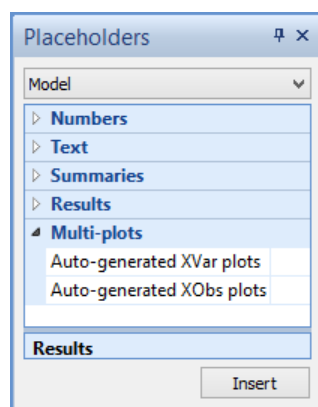 Placeholders
Model
Numbers
Text
Summaries
Results
Multi-plots
Auto-generated XVar plots
Auto-generated XObs plots
Results
Insert